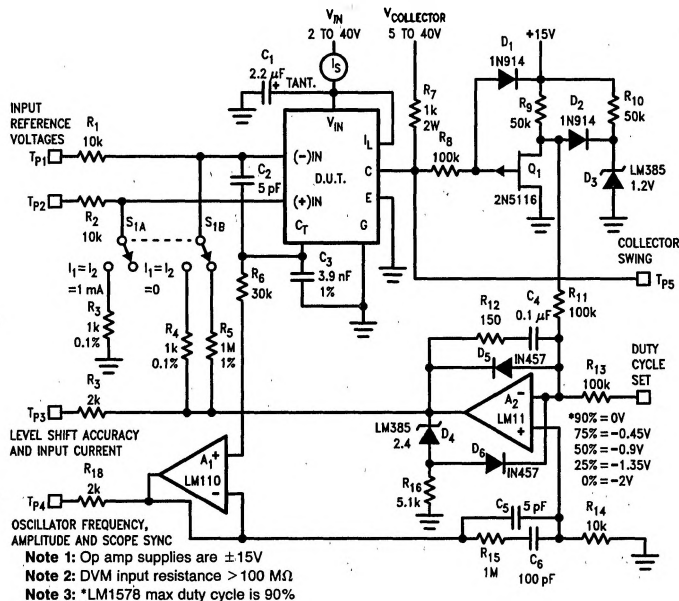 V_IN
2 TO 40V
V_COLLECTOR
5 TO 40V
+15V
C1
2.2 μF
+ TANT.
I_S
D1
1N914
R7
1k
2W
R9
50k
D2
1N914
R10
50k
INPUT
REFERENCE
VOLTAGES
R1
10k
T_P1
V_IN
I_L
R8
100k
(-)IN
C
D.U.T.
C2
5 pF
Q1
2N5116
D3
LM385
1.2V
T_P2
(+)IN
E
R2
10k
S1A
S1B
C_T
G
COLLECTOR
SWING
T_P5
I1 = I2
=1 mA
I1 = I2
=0
R6
30k
C3
3.9 nF
1%
R3
1k
0.1%
R4
1k
0.1%
R5
1M
1%
R12
150
C4
0.1 μF
R11
100k
D5
IN457
R13
100k
DUTY
CYCLE
SET
R3
2k
T_P3
A2
LM11
-
+
*90% = 0V
75% = -0.45V
50% = -0.9V
25% = -1.35V
0% = -2V
LEVEL SHIFT ACCURACY
AND INPUT CURRENT
LM385
2.4
D4
D6
IN457
R18
2k
T_P4
A1
+
LM110
-
R16
5.1k
C5
5 pF
R14
10k
R15
1M
C6
100 pF
OSCILLATOR FREQUENCY,
AMPLITUDE AND SCOPE SYNC
Note 1: Op amp supplies are ±15V
Note 2: DVM input resistance >100 MΩ
Note 3: *LM1578 max duty cycle is 90%